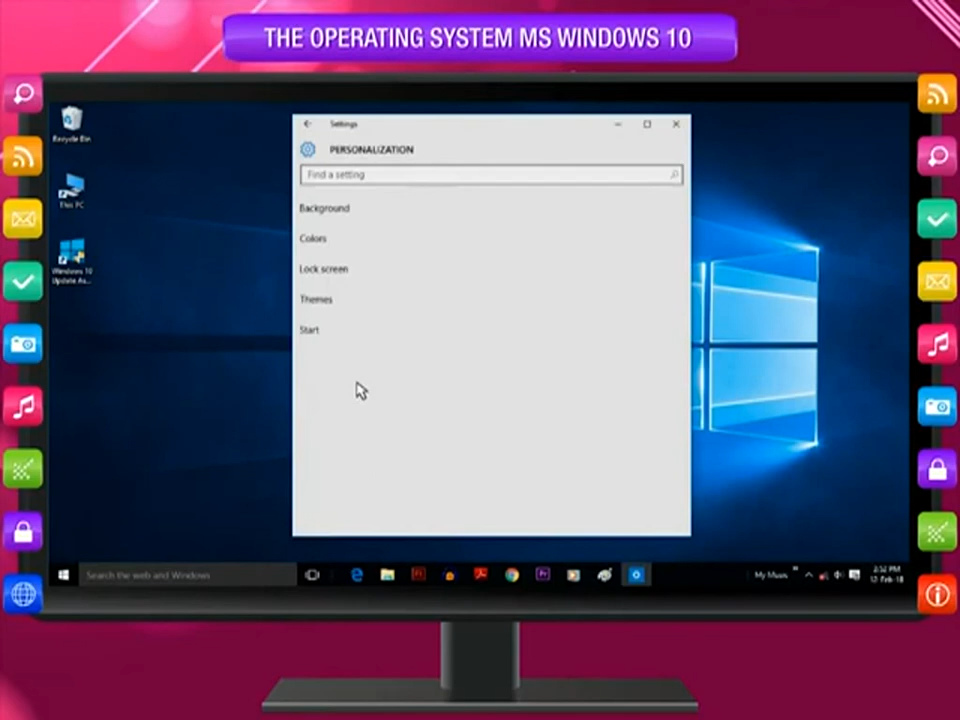 THE OPERATING SYSTEM MS WINDOWS 10
Recycle Bin
This PC
Windows 10
Update As...
Settings
PERSONALIZATION
Find a setting
Background
Colors
Lock screen
Themes
Start
Search the web and Windows
My Music
2:52 PM
12-Feb-18